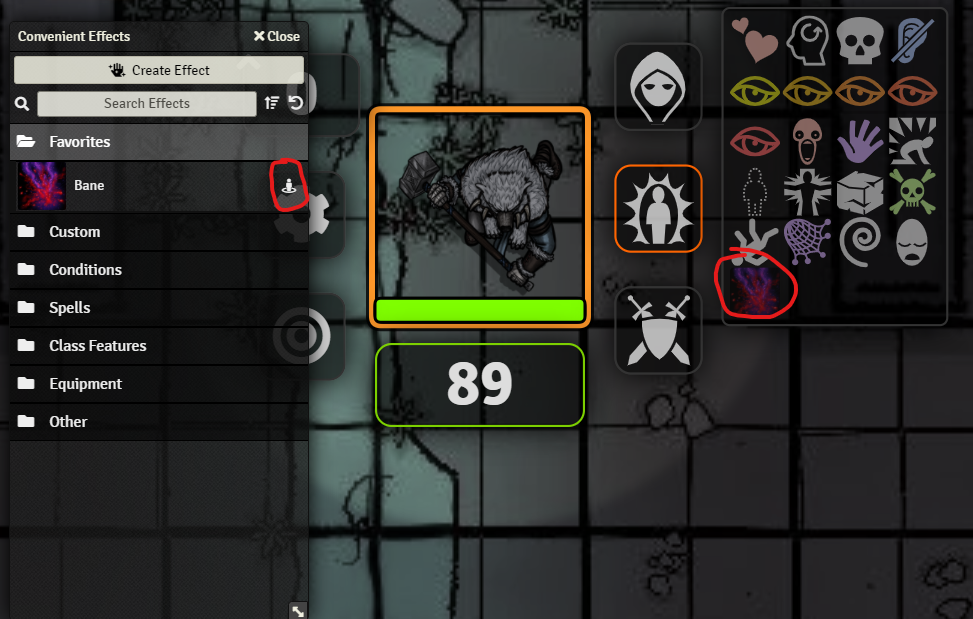 Convenient Effects
Close
Create Effect
Search Effects
Favorites
Bane
Custom
Conditions
Spells
Class Features
Equipment
Other
89